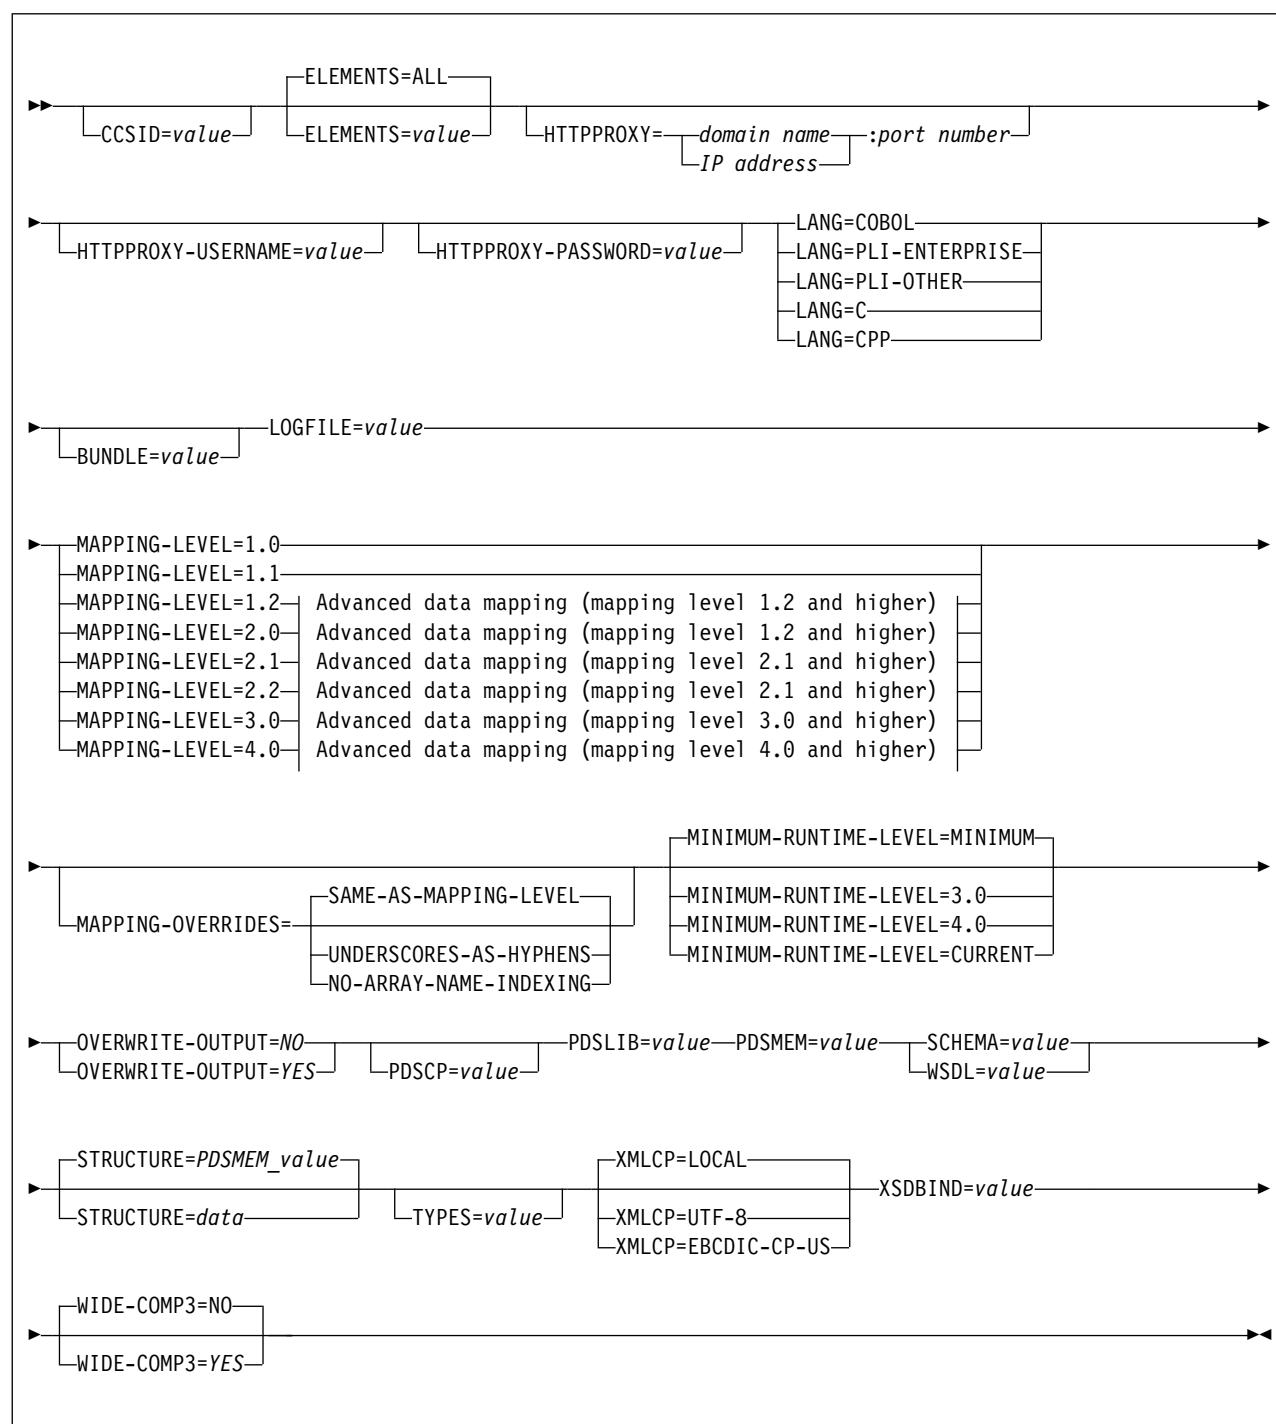 ELEMENTS=ALL
CCSID=value
ELEMENTS=value
HTTPPROXY=
domain name
:port number
IP address
HTTPPROXY-USERNAME=value
HTTPPROXY-PASSWORD=value
LANG=COBOL
LANG=PLI-ENTERPRISE
LANG=PLI-OTHER
LANG=C
LANG=CPP
BUNDLE=value
LOGFILE=value
MAPPING-LEVEL=1.0
MAPPING-LEVEL=1.1
MAPPING-LEVEL=1.2 Advanced data mapping (mapping level 1.2 and higher)
MAPPING-LEVEL=2.0 Advanced data mapping (mapping level 1.2 and higher)
MAPPING-LEVEL=2.1 Advanced data mapping (mapping level 2.1 and higher)
MAPPING-LEVEL=2.2 Advanced data mapping (mapping level 2.1 and higher)
MAPPING-LEVEL=3.0 Advanced data mapping (mapping level 3.0 and higher)
MAPPING-LEVEL=4.0 Advanced data mapping (mapping level 4.0 and higher)
MAPPING-OVERRIDES=
SAME-AS-MAPPING-LEVEL
UNDERSCORES-AS-HYPHENS
NO-ARRAY-NAME-INDEXING
MINIMUM-RUNTIME-LEVEL=MINIMUM
MINIMUM-RUNTIME-LEVEL=3.0
MINIMUM-RUNTIME-LEVEL=4.0
MINIMUM-RUNTIME-LEVEL=CURRENT
OVERWRITE-OUTPUT=NO
OVERWRITE-OUTPUT=YES
PDSCP=value
PDSLIB=value
PDSMEM=value
SCHEMA=value
WSDL=value
STRUCTURE=PDSMEM_value
STRUCTURE=data
TYPES=value
XMLCP=LOCAL
XMLCP=UTF-8
XMLCP=EBCDIC-CP-US
XSDBIND=value
WIDE-COMP3=NO
WIDE-COMP3=YES